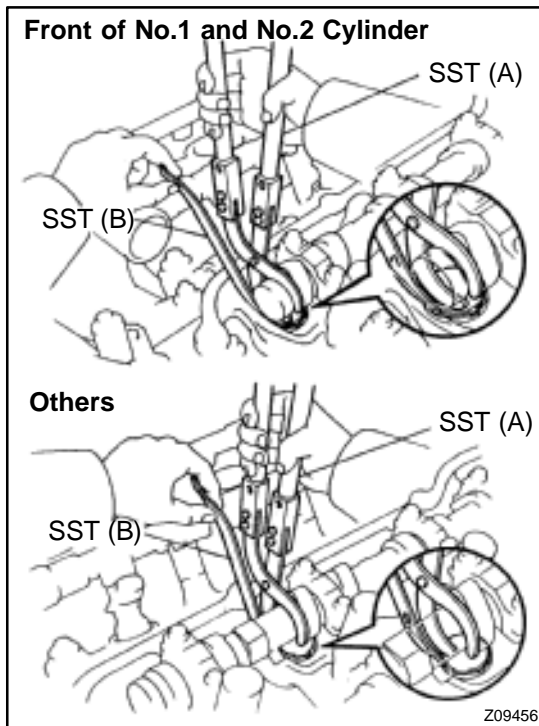 Front of No.1 and No.2 Cylinder
SST (A)
SST (B)
Others
SST (A)
SST (B)
Z09456